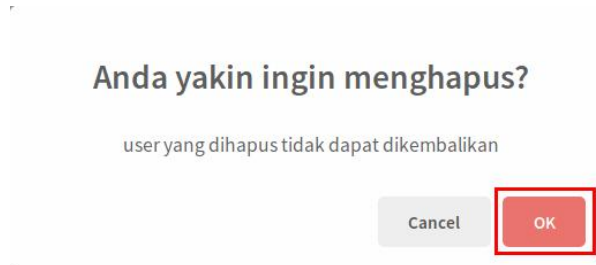 Anda yakin ingin menghapus?
user yang dihapus tidak dapat dikembalikan
Cancel OK